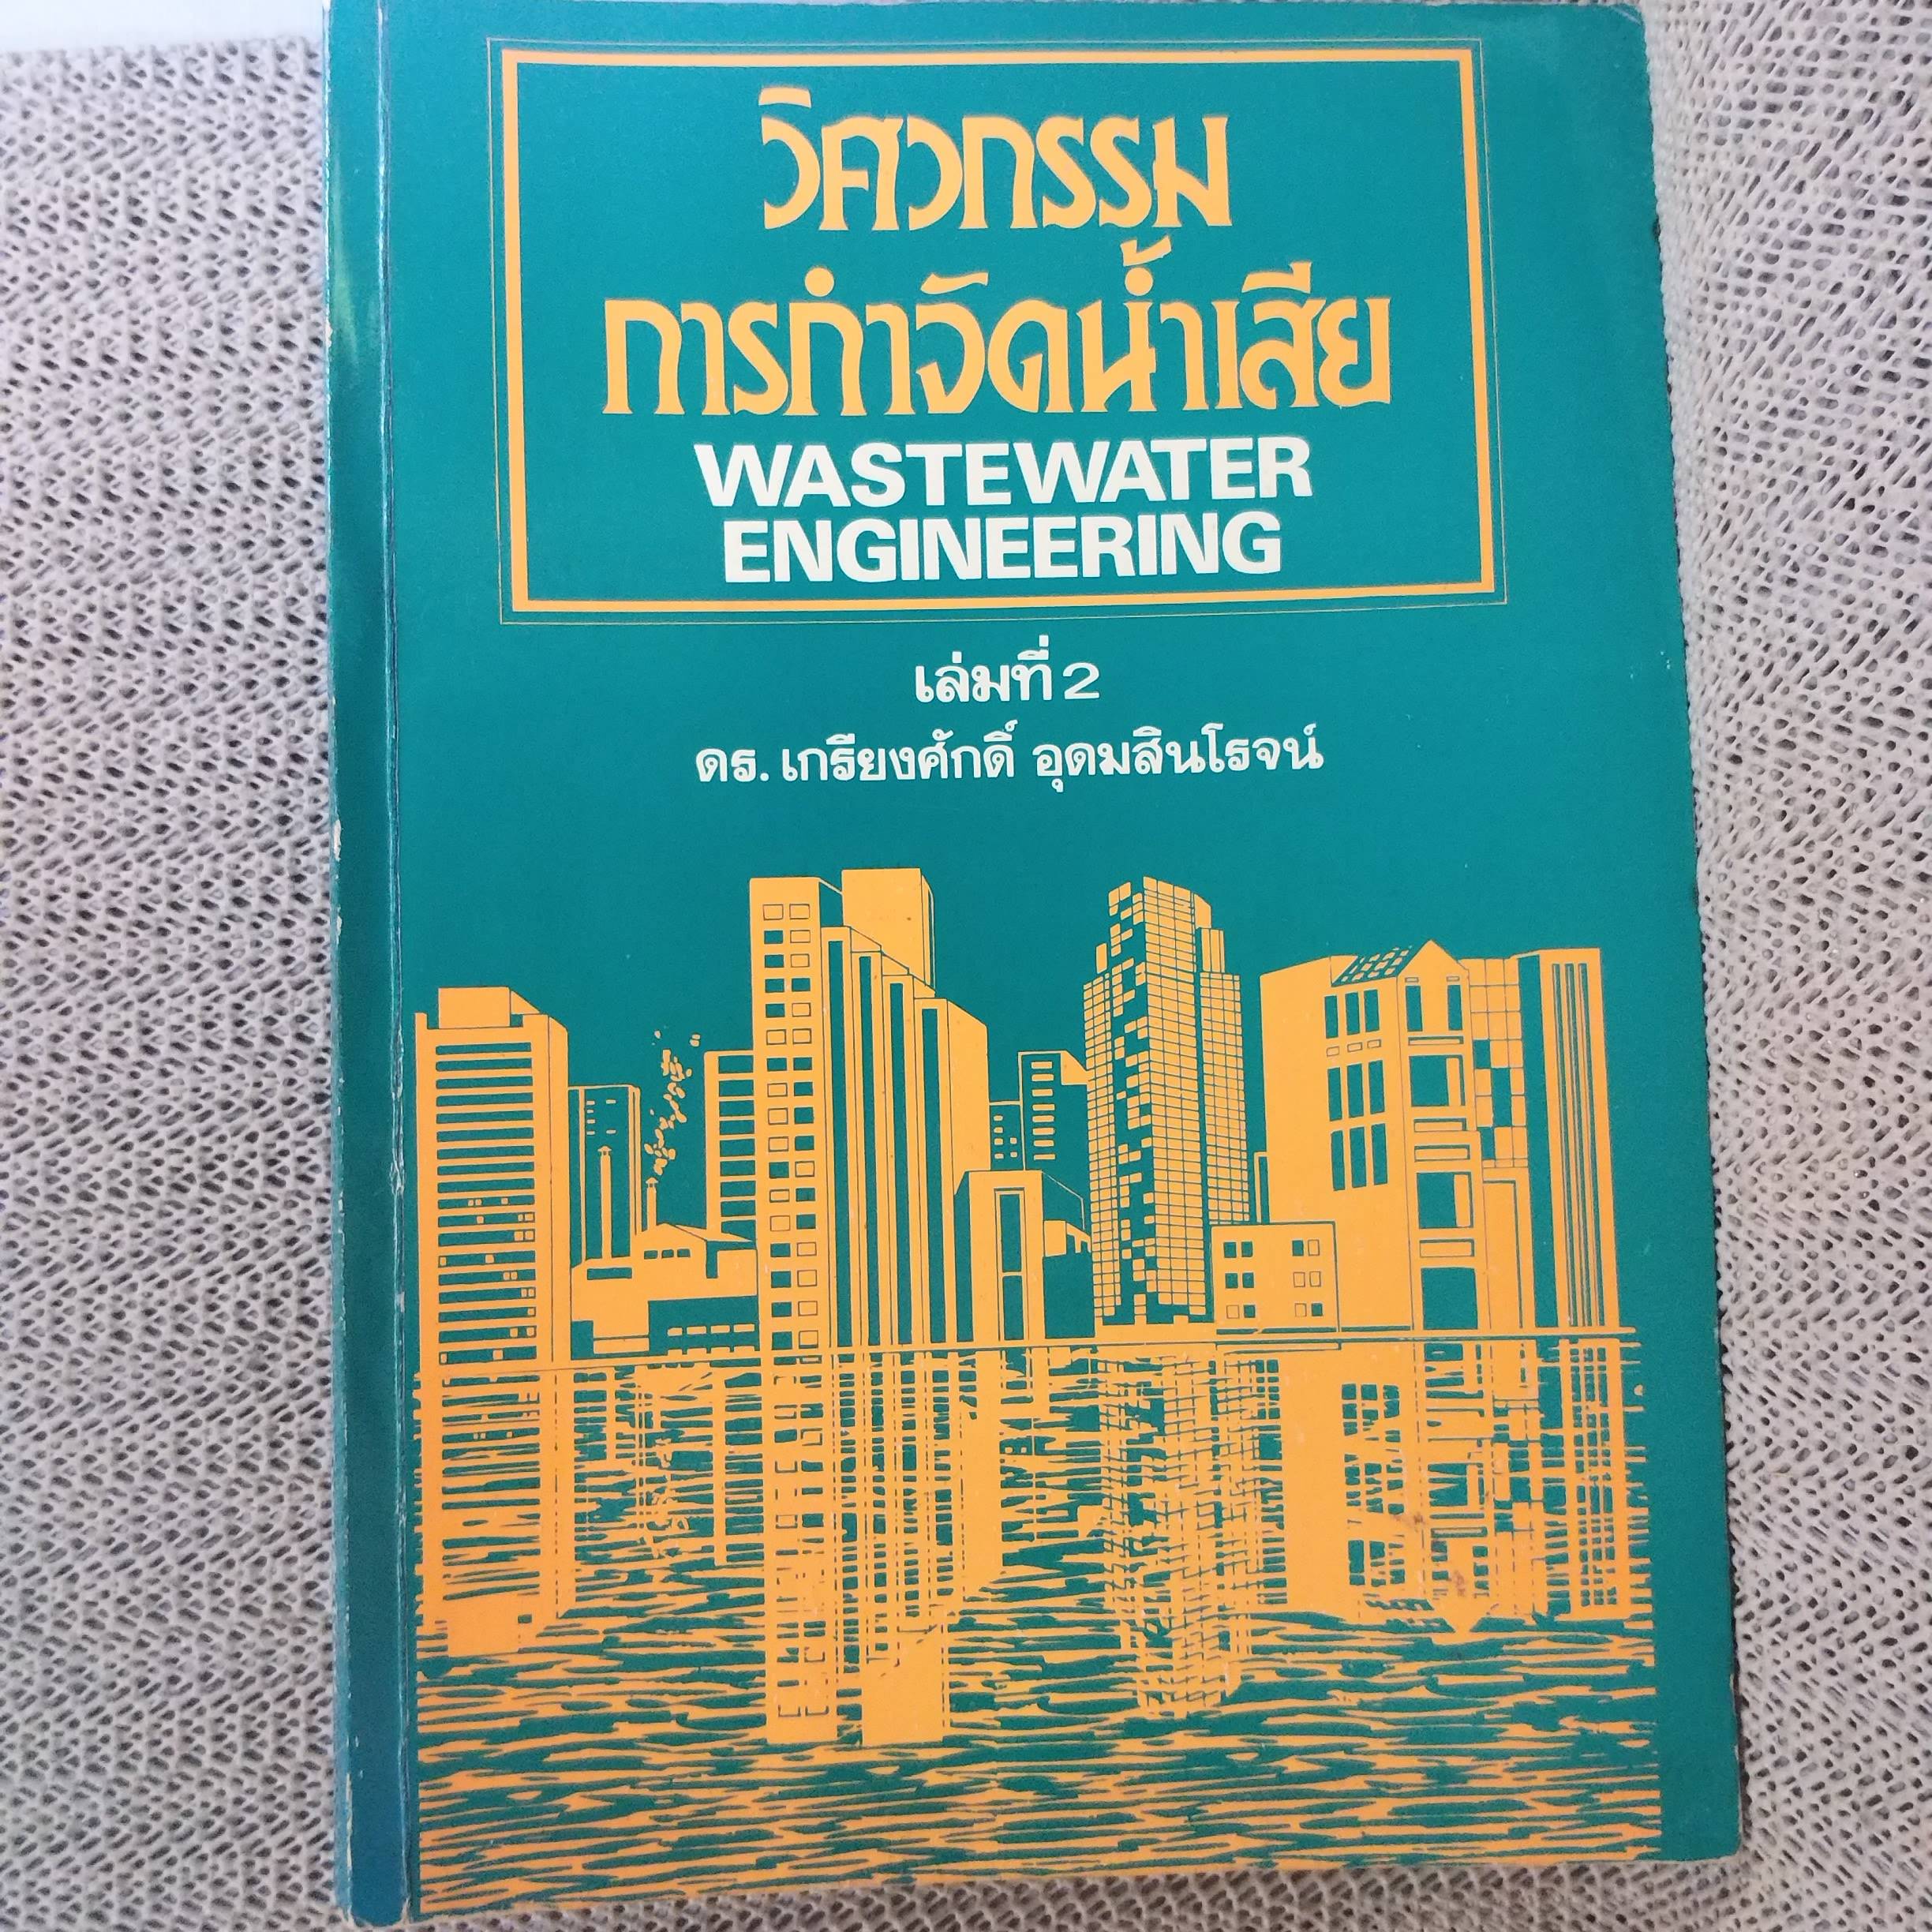 วิศวกรรม
การกำจัดน้ำเสีย
WASTEWATER
ENGINEERING
เล่มที่ 2
ดร. เกรียงศักดิ์ อุดมสินโรจน์